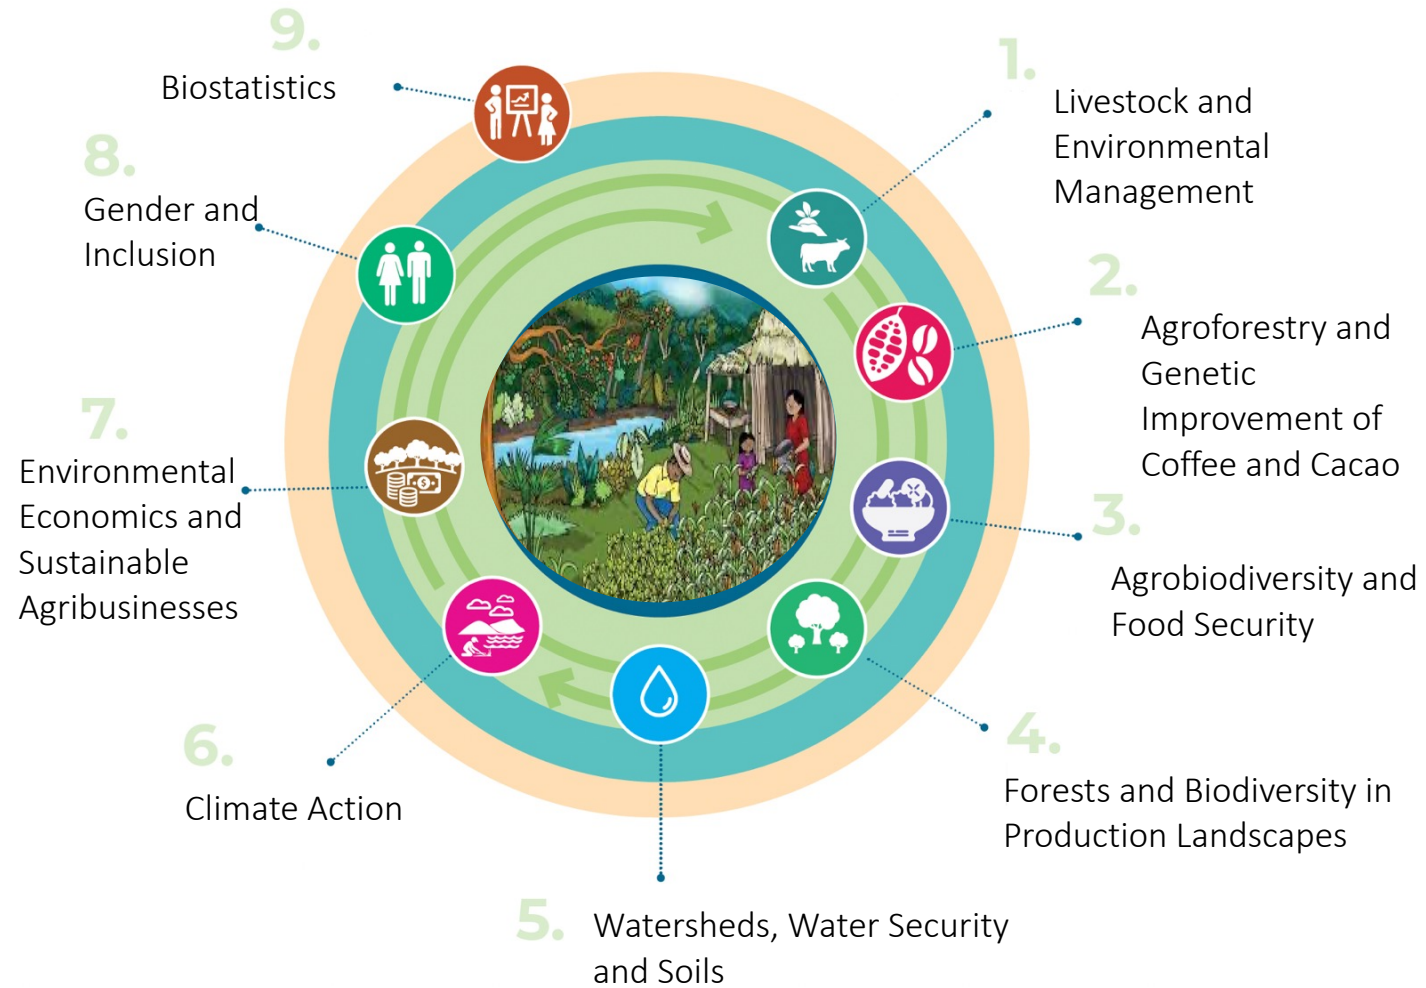 1.
Livestock and
Environmental
Management
2.
Agroforestry and
Genetic
Improvement of
Coffee and Cacao
3.
Agrobiodiversity and
Food Security
4.
Forests and Biodiversity in
Production Landscapes
5.
Watersheds, Water Security
and Soils
6.
Climate Action
7.
Environmental
Economics and
Sustainable
Agribusinesses
8.
Gender and
Inclusion
9.
Biostatistics
$